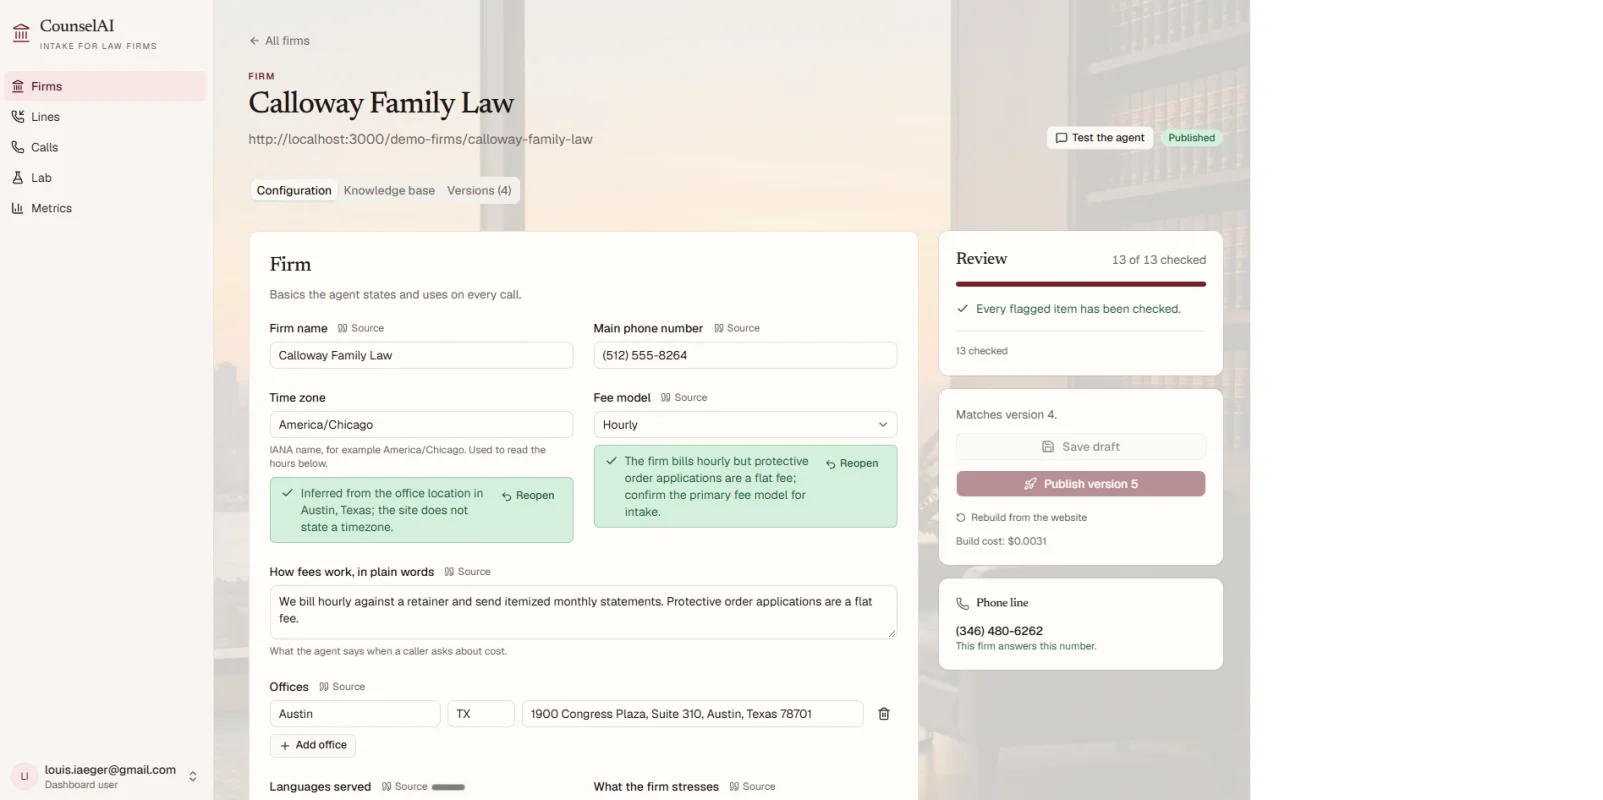 CounselAI
INTAKE FOR LAW FIRMS
Firms
Lines
Calls
Lab
Metrics
LI
louis.iaeger@gmail.com
Dashboard user
All firms
FIRM
Calloway Family Law
http://localhost:3000/demo-firms/calloway-family-law
Test the agent
Published
Configuration
Knowledge base
Versions (4)
Firm
Basics the agent states and uses on every call.
Firm name Source
Calloway Family Law
Main phone number Source
(512) 555-8264
Time zone
America/Chicago
IANA name, for example America/Chicago. Used to read the
hours below.
Inferred from the office location in
Austin, Texas; the site does not
state a timezone.
Reopen
Fee model Source
Hourly
The firm bills hourly but protective
order applications are a flat fee;
confirm the primary fee model for
intake.
Reopen
How fees work, in plain words Source
We bill hourly against a retainer and send itemized monthly statements. Protective order applications are a flat
fee.
What the agent says when a caller asks about cost.
Offices Source
Austin
TX
1900 Congress Plaza, Suite 310, Austin, Texas 78701
Add office
Languages served Source
What the firm stresses Source
Review
13 of 13 checked
Every flagged item has been checked.
13 checked
Matches version 4.
Save draft
Publish version 5
Rebuild from the website
Build cost: $0.0031
Phone line
(346) 480-6262
This firm answers this number.